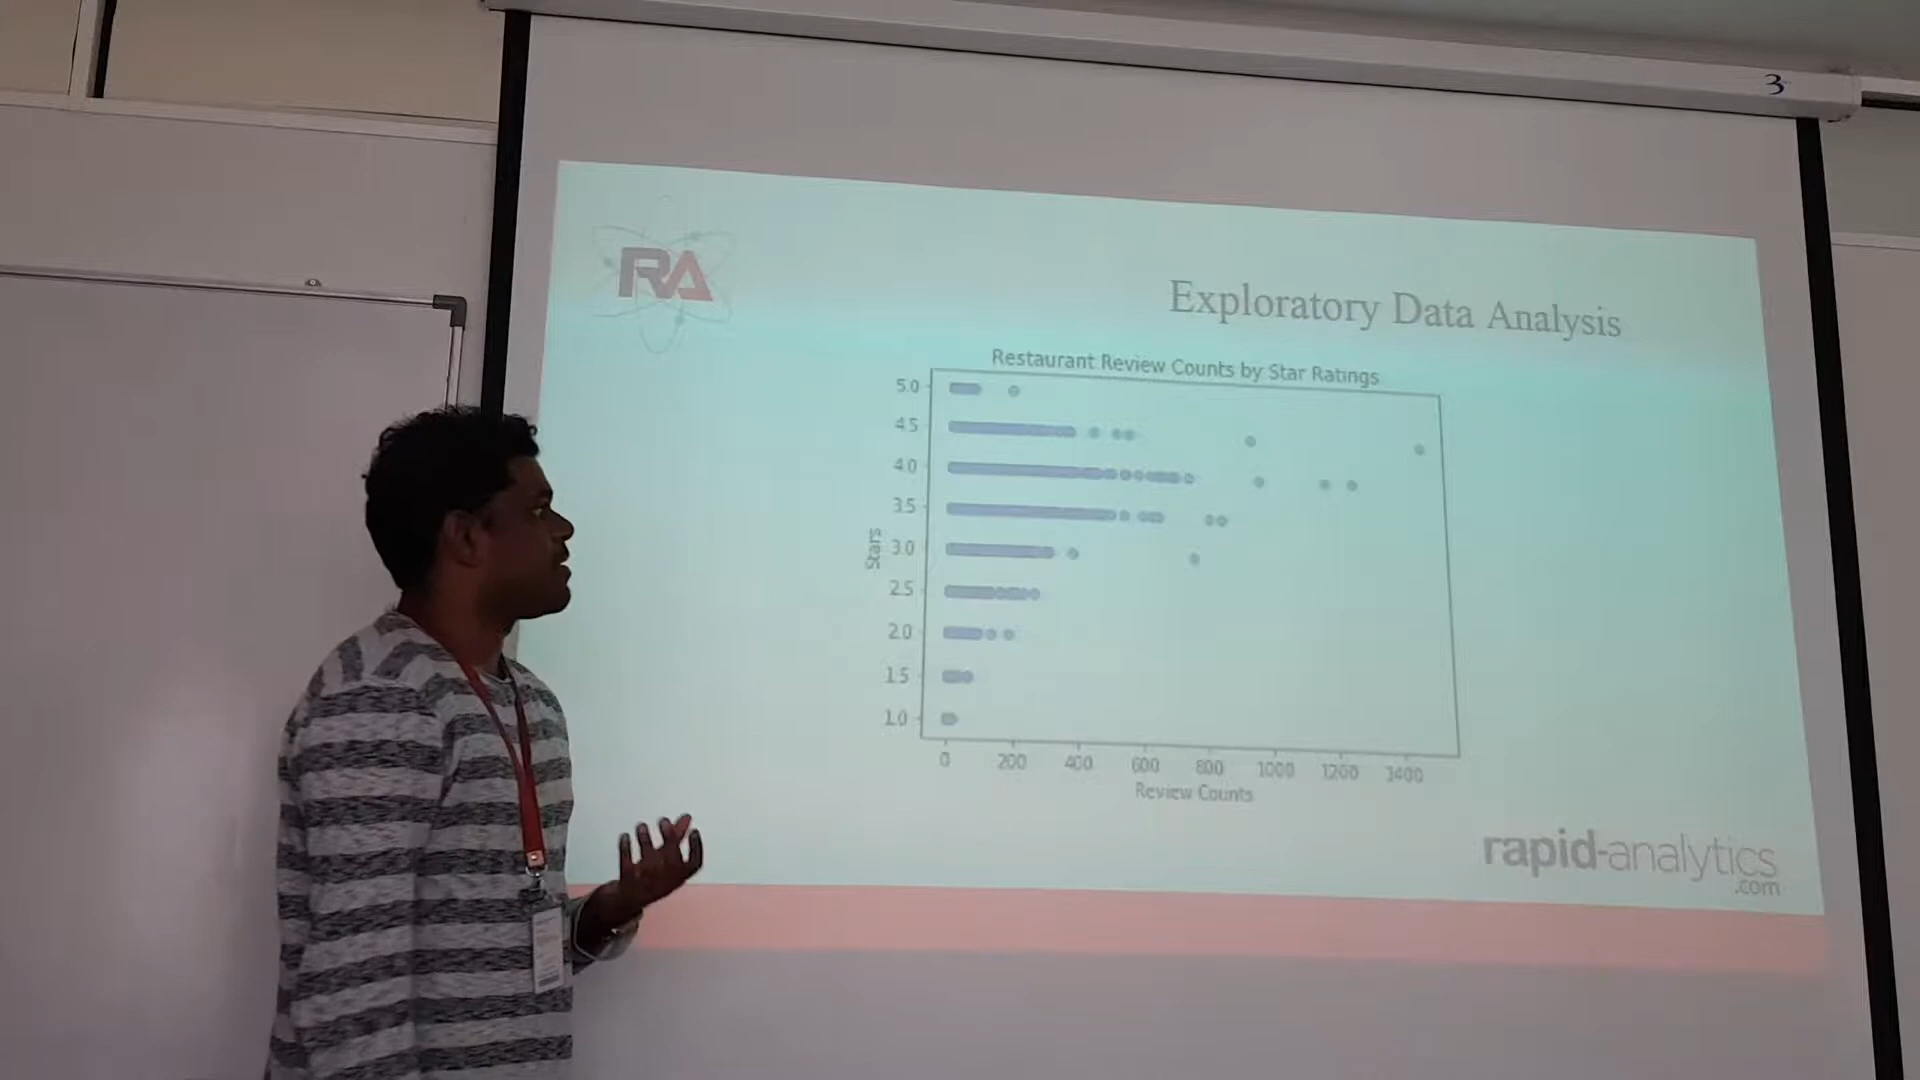 3
RA
Exploratory Data Analysis
Restaurant Review Counts by Star Ratings
5.0
4.5
4.0
3.5
3.0
2.5
2.0
1.5
1.0
Stars
0 200 400 600 800 1000 1200 1400
Review Counts
rapid-analytics
.com